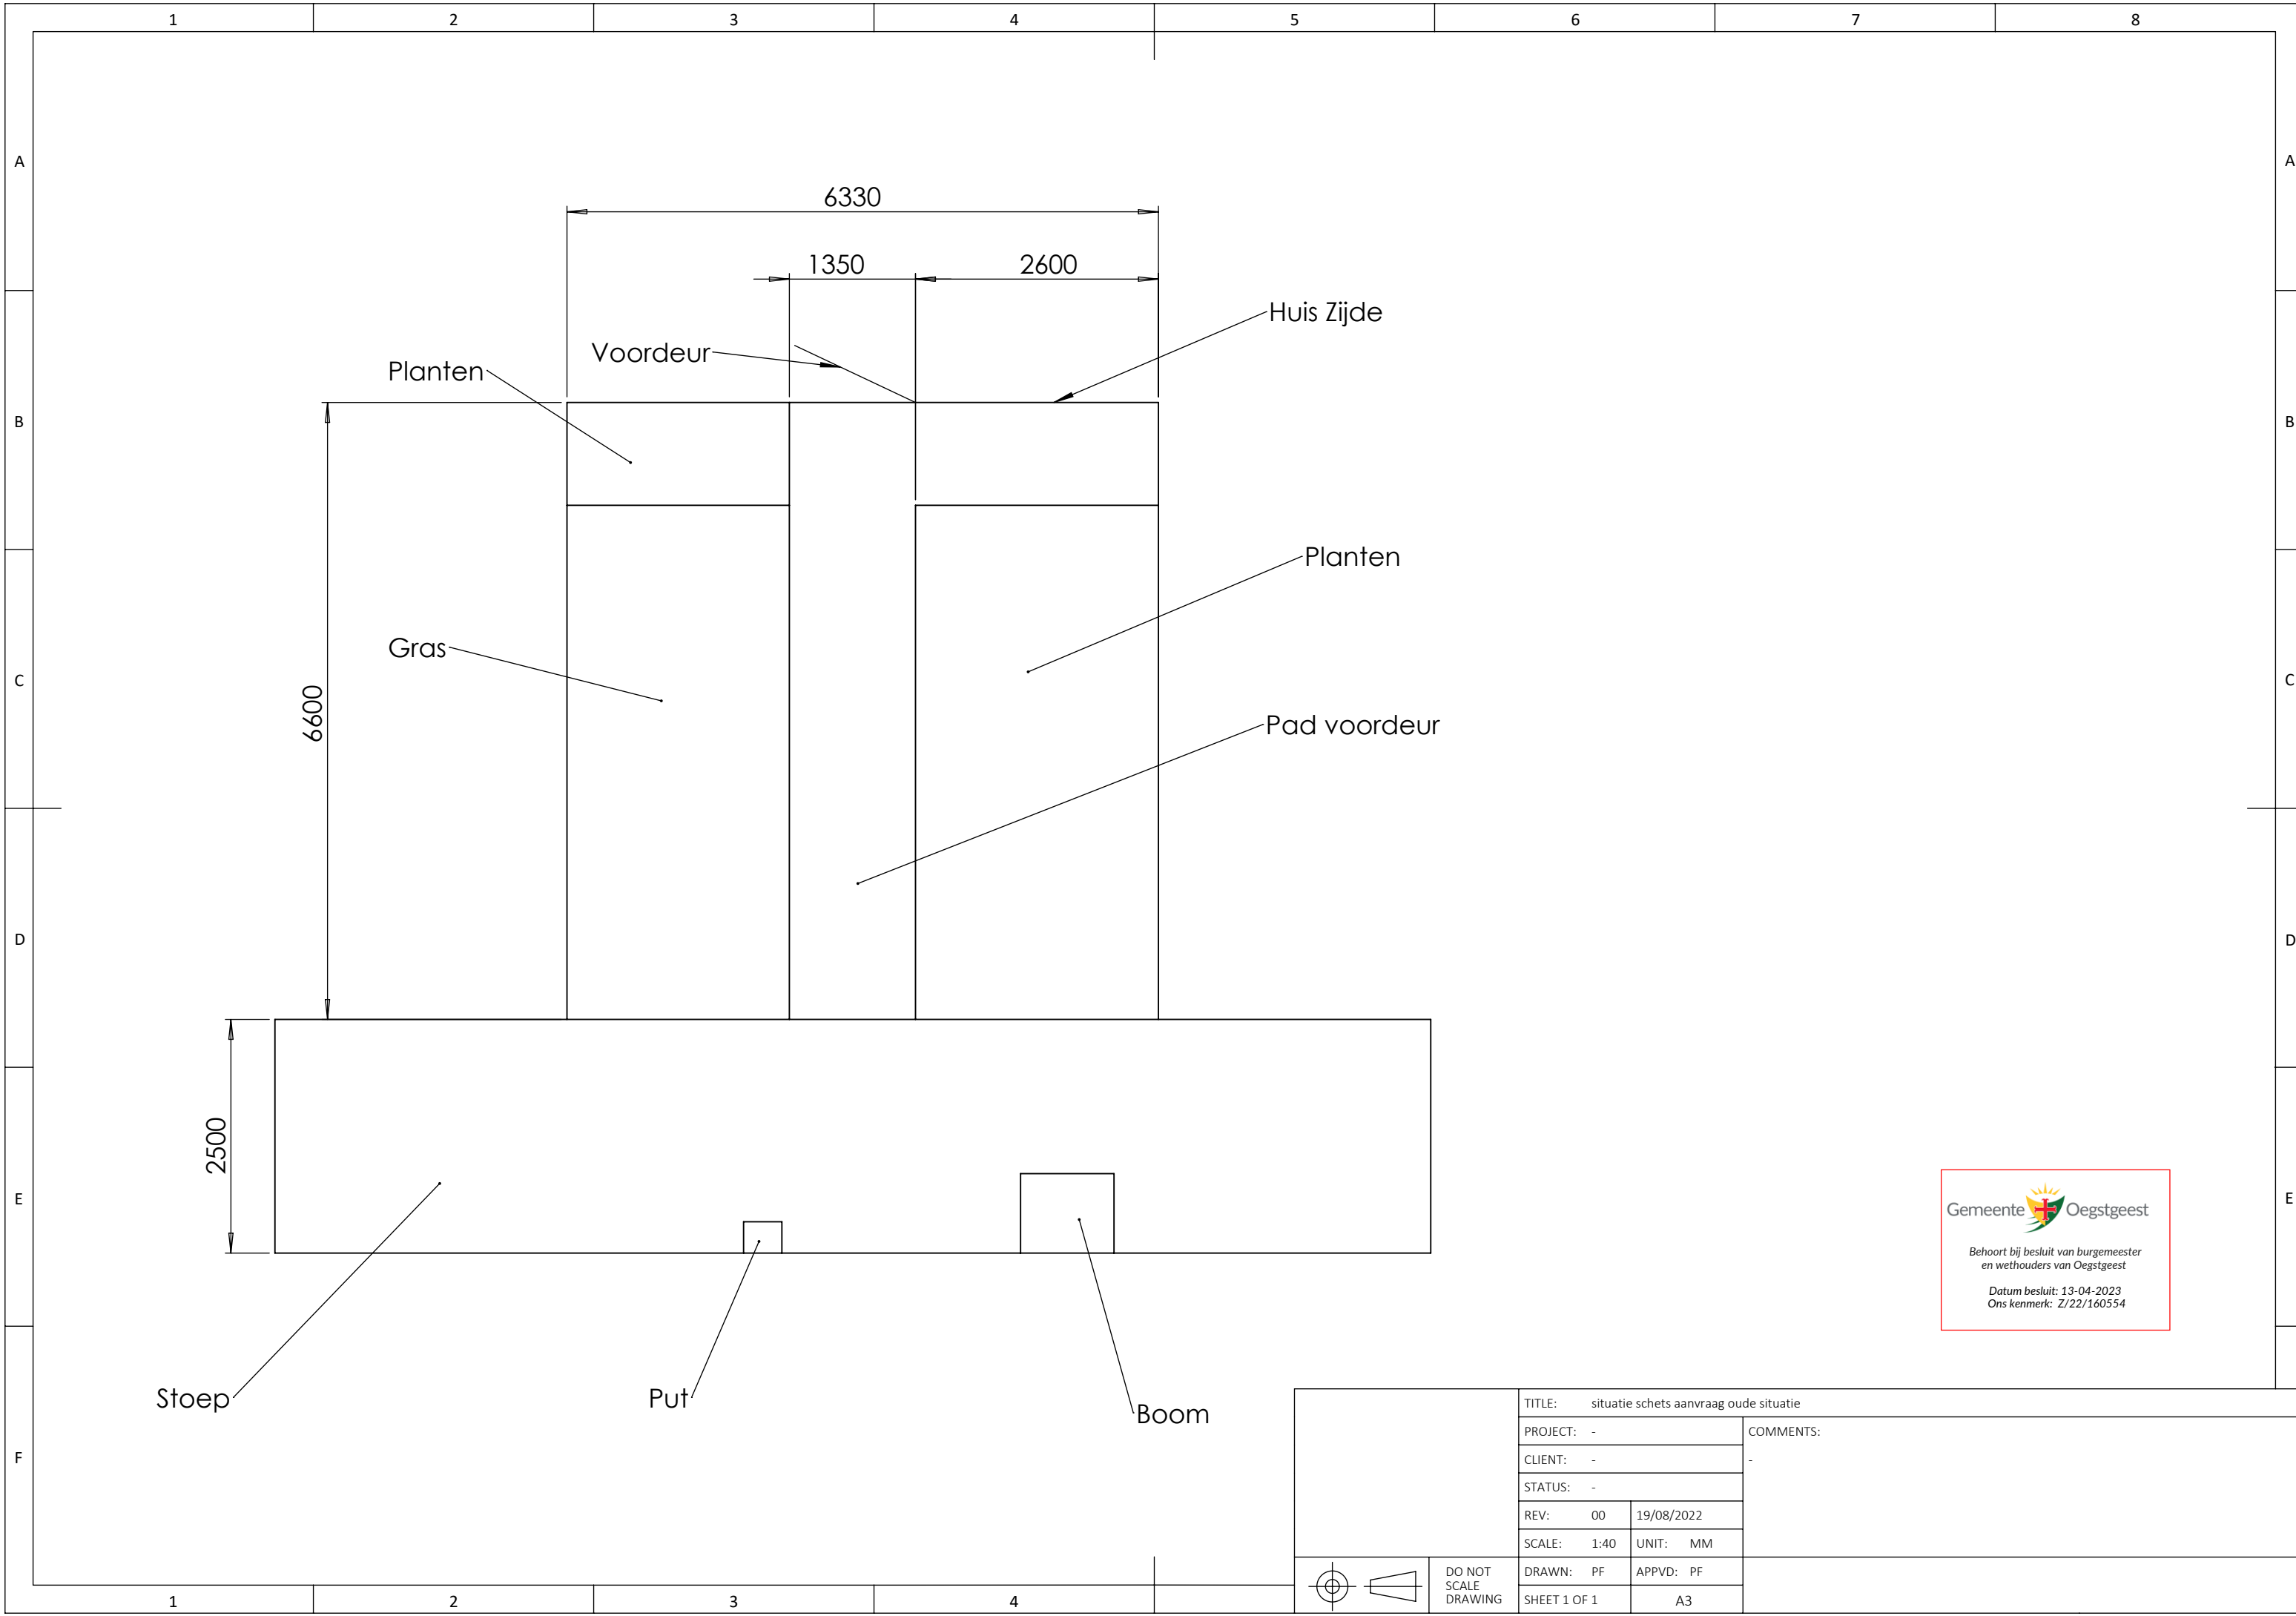 1 2 3 4 5 6 7 8
A A
6330
1350 2600
Huis Zijde
Voordeur
Planten
B B
Planten
Gras
C C
6600
Pad voordeur
D D
2500
E E
Gemeente Oegstgeest
Behoort bij besluit van burgemeester
en wethouders van Oegstgeest
Datum besluit: 13-04-2023
Ons kenmerk: Z/22/160554
Stoep
Put
Boom
F
TITLE: situatie schets aanvraag oude situatie
PROJECT: -
COMMENTS:
CLIENT: -
-
STATUS: -
REV: 00 19/08/2022
SCALE: 1:40 UNIT: MM
DO NOT
SCALE
DRAWING
DRAWN: PF APPVD: PF
SHEET 1 OF 1 A3
1 2 3 4